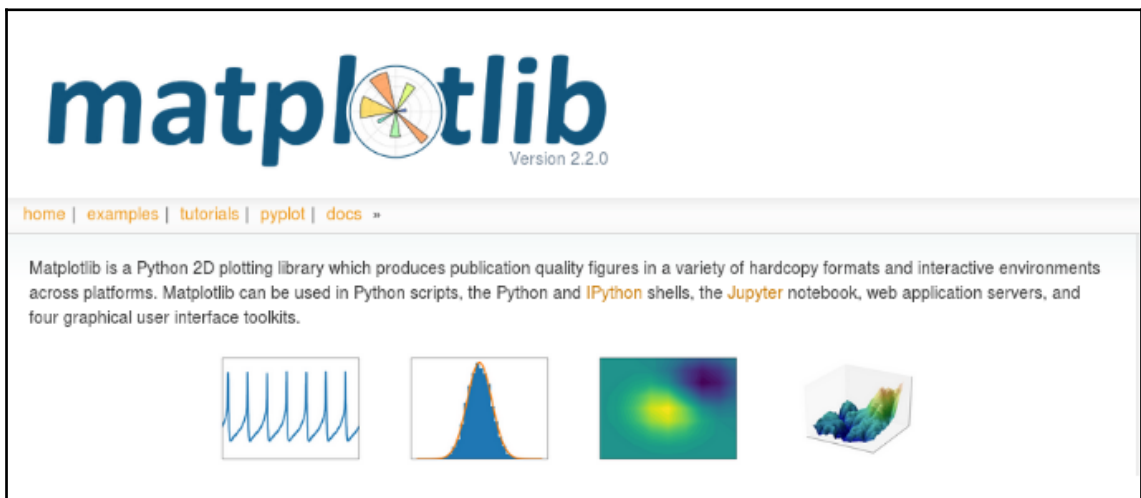 matplotlib
Version 2.2.0
home | examples | tutorials | pyplot | docs »
Matplotlib is a Python 2D plotting library which produces publication quality figures in a variety of hardcopy formats and interactive environments
across platforms. Matplotlib can be used in Python scripts, the Python and IPython shells, the Jupyter notebook, web application servers, and
four graphical user interface toolkits.